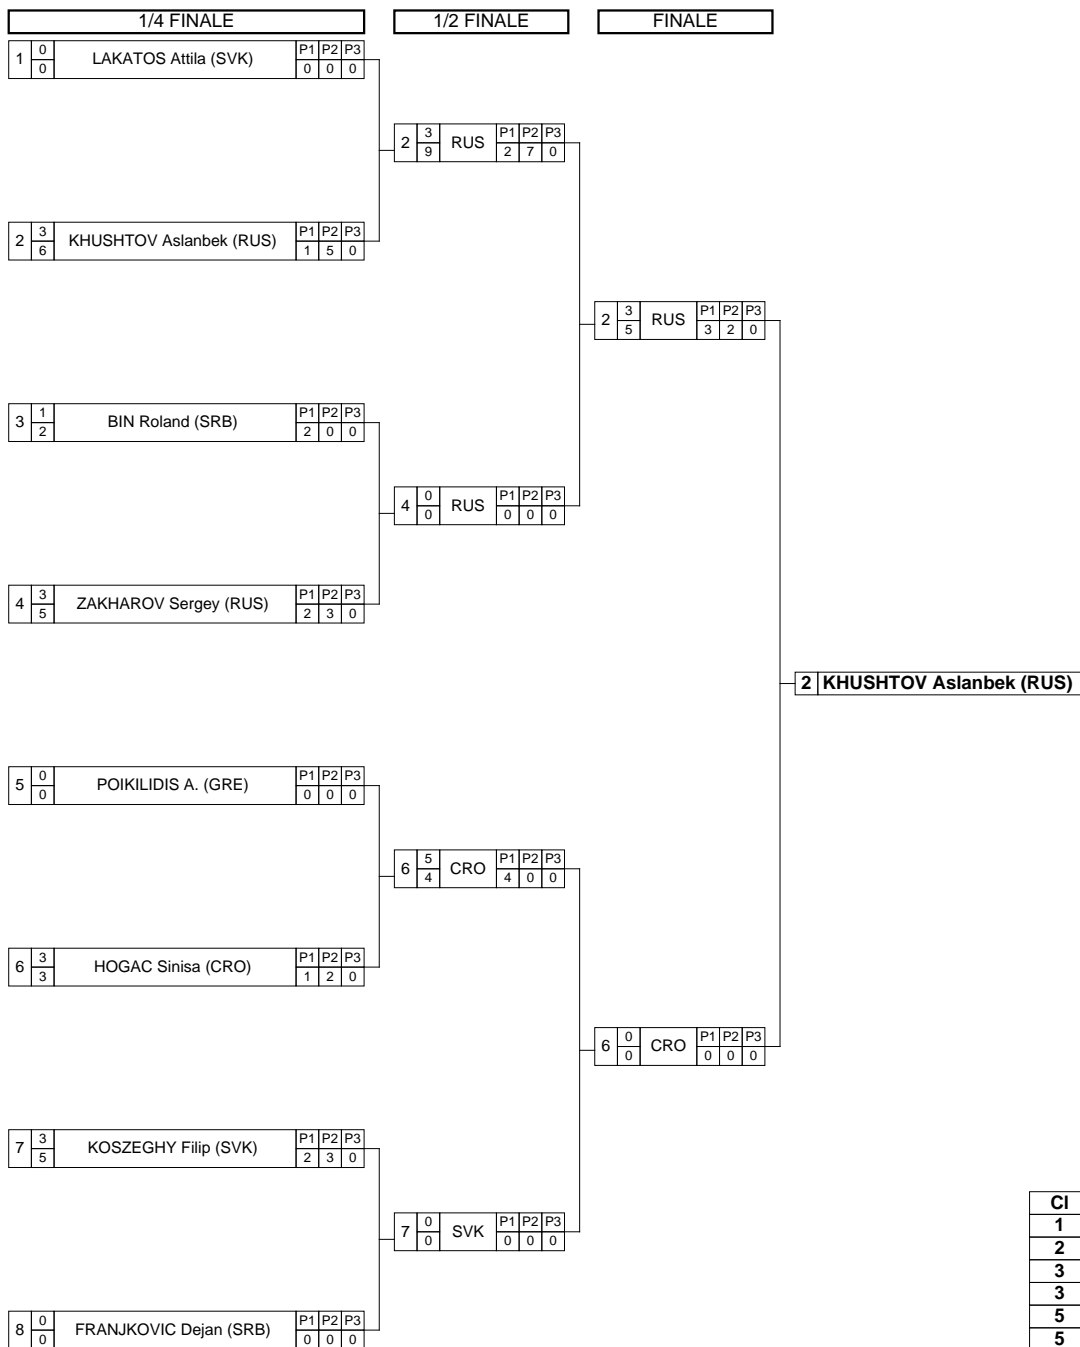 1/4 FINALE 1/2 FINALE FINALE
1 0 0 LAKATOS Attila (SVK) P1 P2 P3 0 0 0
2 3 9 RUS P1 P2 P3 2 7 0
2 3 6 KHUSHTOV Aslanbek (RUS) P1 P2 P3 1 5 0
2 3 5 RUS P1 P2 P3 3 2 0
3 1 2 BIN Roland (SRB) P1 P2 P3 2 0 0
4 0 0 RUS P1 P2 P3 0 0 0
4 3 5 ZAKHAROV Sergey (RUS) P1 P2 P3 2 3 0
2 KHUSHTOV Aslanbek (RUS)
5 0 0 POIKILIDIS A. (GRE) P1 P2 P3 0 0 0
6 5 4 CRO P1 P2 P3 4 0 0
6 3 3 HOGAC Sinisa (CRO) P1 P2 P3 1 2 0
6 0 0 CRO P1 P2 P3 0 0 0
7 3 5 KOSZEGHY Filip (SVK) P1 P2 P3 2 3 0
7 0 0 SVK P1 P2 P3 0 0 0
8 0 0 FRANJKOVIC Dejan (SRB) P1 P2 P3 0 0 0
Cl
1
2
3
3
5
5